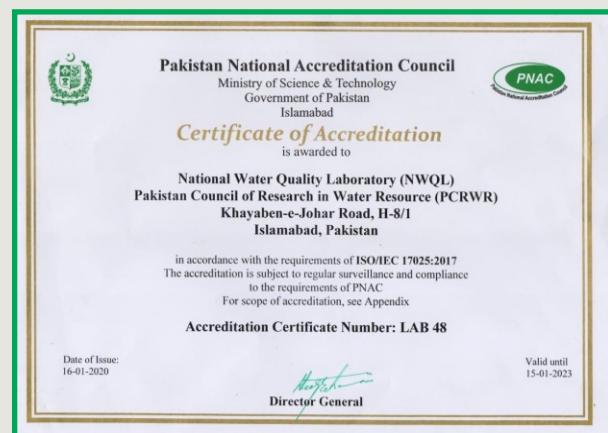 Pakistan National Accreditation Council
Ministry of Science & Technology
Government of Pakistan
Islamabad
PNAC
Pakistan National Accreditation Council
Certificate of Accreditation
is awarded to
National Water Quality Laboratory (NWQL)
Pakistan Council of Research in Water Resource (PCRWR)
Khayaben-e-Johar Road, H-8/1
Islamabad, Pakistan
in accordance with the requirements of ISO/IEC 17025:2017
The accreditation is subject to regular surveillance and compliance
to the requirements of PNAC
For scope of accreditation, see Appendix
Accreditation Certificate Number: LAB 48
Date of Issue:
16-01-2020
Valid until
15-01-2023
Director General